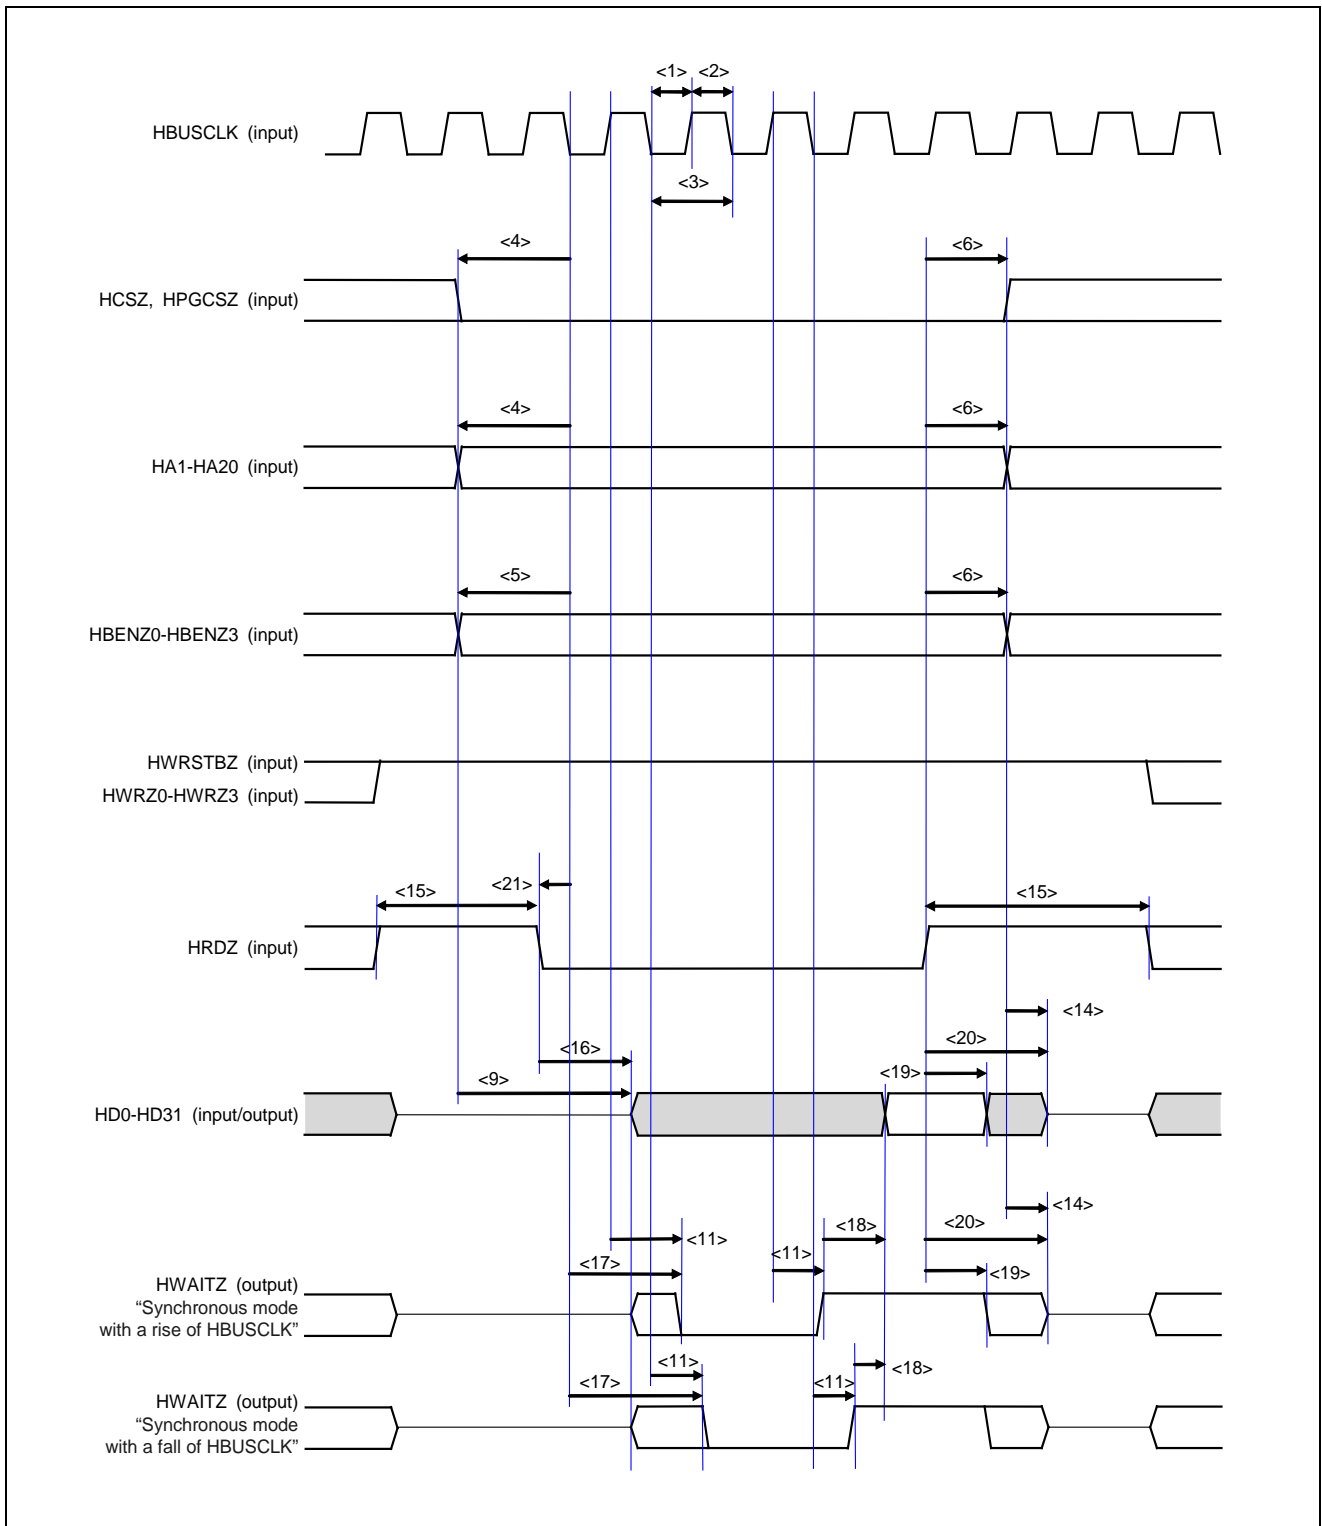 <1> <2>
HBUSCLK (input)
<3>
<4> <6>
HCSZ, HPGCSZ (input)
<4> <6>
HA1-HA20 (input)
<5> <6>
HBENZ0-HBENZ3 (input)
HWRSTBZ (input)
HWRZ0-HWRZ3 (input)
<15> <21> <15>
HRDZ (input)
<14>
<16> <20>
<9> <19>
HD0-HD31 (input/output)
<14>
<11> <18> <20>
<17> <11> <19>
HWAITZ (output)
“Synchronous mode
with a rise of HBUSCLK”
<11> <18>
<17> <11>
HWAITZ (output)
“Synchronous mode
with a fall of HBUSCLK”